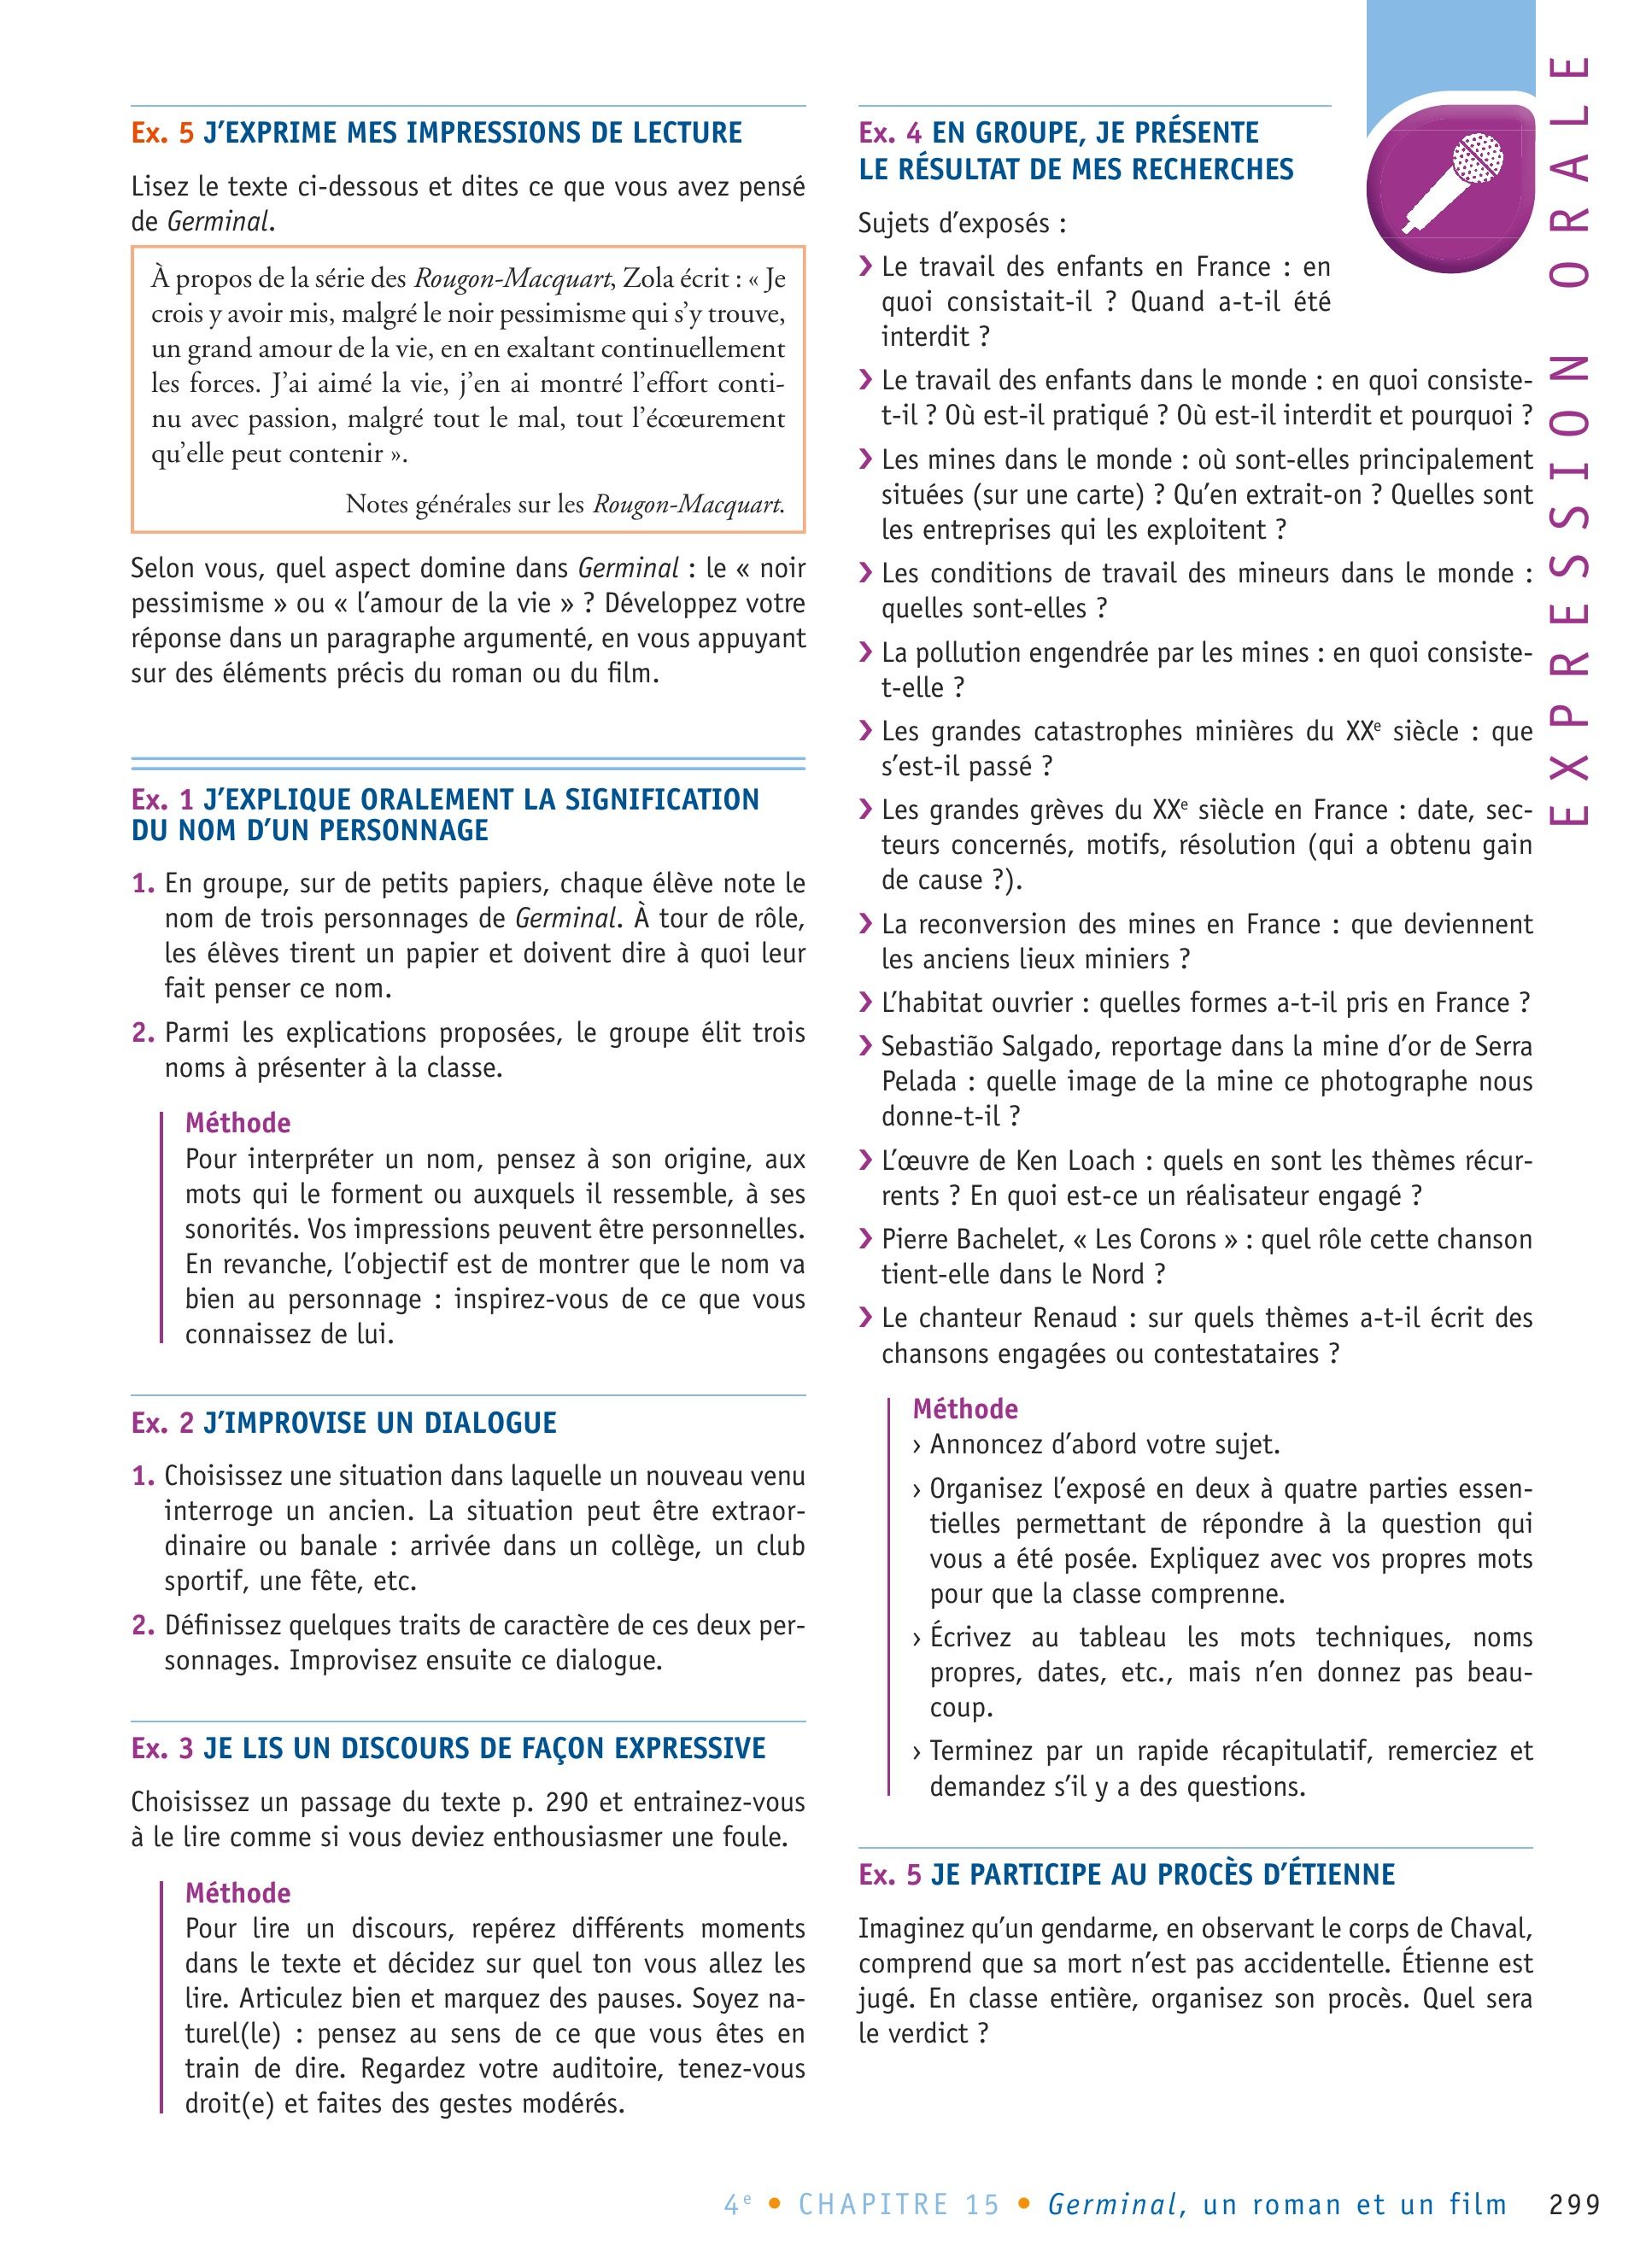 Ex. 5 J'EXPRIME MES IMPRESSIONS DE LECTURE
Lisez le texte ci-dessous et dites ce que vous avez pensé
de Germinal.
À propos de la série des Rougon-Macquart, Zola écrit : « Je
crois y avoir mis, malgré le noir pessimisme qui s'y trouve,
un grand amour de la vie, en en exaltant continuellement
les forces. J'ai aimé la vie, j'en ai montré l'effort conti-
nu avec passion, malgré tout le mal, tout l'écœurement
qu'elle peut contenir ».
Notes générales sur les Rougon-Macquart.
Selon vous, quel aspect domine dans Germinal : le « noir
pessimisme » ou « l'amour de la vie » ? Développez votre
réponse dans un paragraphe argumenté, en vous appuyant
sur des éléments précis du roman ou du film.
Ex. 1 J'EXPLIQUE ORALEMENT LA SIGNIFICATION
DU NOM D'UN PERSONNAGE
1. En groupe, sur de petits papiers, chaque élève note le
nom de trois personnages de Germinal. À tour de rôle,
les élèves tirent un papier et doivent dire à quoi leur
fait penser ce nom.
2. Parmi les explications proposées, le groupe élit trois
noms à présenter à la classe.
Méthode
Pour interpréter un nom, pensez à son origine, aux
mots qui le forment ou auxquels il ressemble, à ses
sonorités. Vos impressions peuvent être personnelles.
En revanche, l'objectif est de montrer que le nom va
bien au personnage : inspirez-vous de ce que vous
connaissez de lui.
Ex. 2 J'IMPROVISE UN DIALOGUE
1. Choisissez une situation dans laquelle un nouveau venu
interroge un ancien. La situation peut être extraor-
dinaire ou banale : arrivée dans un collège, un club
sportif, une fête, etc.
2. Définissez quelques traits de caractère de ces deux per-
sonnages. Improvisez ensuite ce dialogue.
Ex. 3 JE LIS UN DISCOURS DE FAÇON EXPRESSIVE
Choisissez un passage du texte p. 290 et entrainez-vous
à le lire comme si vous deviez enthousiasmer une foule.
Méthode
Pour lire un discours, repérez différents moments
dans le texte et décidez sur quel ton vous allez les
lire. Articulez bien et marquez des pauses. Soyez na-
turel(le) : pensez au sens de ce que vous êtes en
train de dire. Regardez votre auditoire, tenez-vous
droit(e) et faites des gestes modérés.
Ex. 4 EN GROUPE, JE PRÉSENTE
LE RÉSULTAT DE MES RECHERCHES
Sujets d'exposés :
❯ Le travail des enfants en France : en
quoi consistait-il ? Quand a-t-il été
interdit ?
❯ Le travail des enfants dans le monde : en quoi consiste-
t-il ? Où est-il pratiqué ? Où est-il interdit et pourquoi ?
❯ Les mines dans le monde : où sont-elles principalement
situées (sur une carte) ? Qu'en extrait-on ? Quelles sont
les entreprises qui les exploitent ?
❯ Les conditions de travail des mineurs dans le monde :
quelles sont-elles ?
❯ La pollution engendrée par les mines : en quoi consiste-
t-elle ?
❯ Les grandes catastrophes minières du XXe siècle : que
s'est-il passé ?
❯ Les grandes grèves du XXe siècle en France : date, sec-
teurs concernés, motifs, résolution (qui a obtenu gain
de cause ?).
❯ La reconversion des mines en France : que deviennent
les anciens lieux miniers ?
❯ L'habitat ouvrier : quelles formes a-t-il pris en France ?
❯ Sebastião Salgado, reportage dans la mine d'or de Serra
Pelada : quelle image de la mine ce photographe nous
donne-t-il ?
❯ L'œuvre de Ken Loach : quels en sont les thèmes récur-
rents ? En quoi est-ce un réalisateur engagé ?
❯ Pierre Bachelet, « Les Corons » : quel rôle cette chanson
tient-elle dans le Nord ?
❯ Le chanteur Renaud : sur quels thèmes a-t-il écrit des
chansons engagées ou contestataires ?
Méthode
› Annoncez d'abord votre sujet.
› Organisez l'exposé en deux à quatre parties essen-
tielles permettant de répondre à la question qui
vous a été posée. Expliquez avec vos propres mots
pour que la classe comprenne.
› Écrivez au tableau les mots techniques, noms
propres, dates, etc., mais n'en donnez pas beau-
coup.
› Terminez par un rapide récapitulatif, remerciez et
demandez s'il y a des questions.
Ex. 5 JE PARTICIPE AU PROCÈS D'ÉTIENNE
Imaginez qu'un gendarme, en observant le corps de Chaval,
comprend que sa mort n'est pas accidentelle. Étienne est
jugé. En classe entière, organisez son procès. Quel sera
le verdict ?
EXPRESSION ORALE
4e • CHAPITRE 15 • Germinal, un roman et un film 299